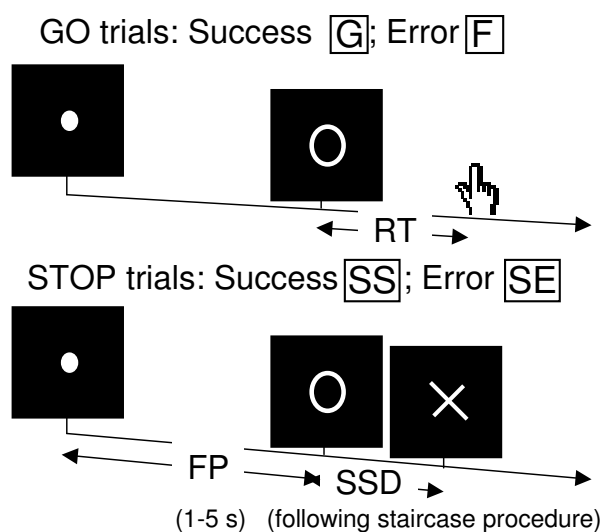 GO trials: Success G; Error F
RT
STOP trials: Success SS; Error SE
FP
SSD
(1-5 s) (following staircase procedure)